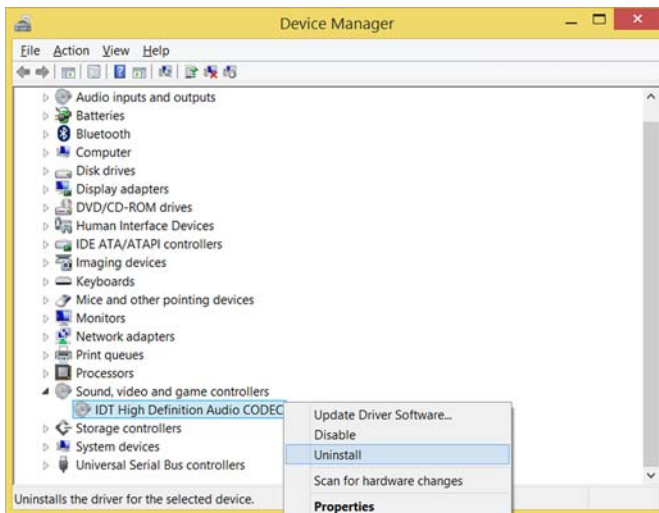 Device Manager
File Action View Help
Audio inputs and outputs
Batteries
Bluetooth
Computer
Disk drives
Display adapters
DVD/CD-ROM drives
Human Interface Devices
IDE ATA/ATAPI controllers
Imaging devices
Keyboards
Mice and other pointing devices
Monitors
Network adapters
Print queues
Processors
Sound, video and game controllers
IDT High Definition Audio CODEC
Storage controllers
System devices
Universal Serial Bus controllers
Update Driver Software...
Disable
Uninstall
Scan for hardware changes
Properties
Uninstalls the driver for the selected device.